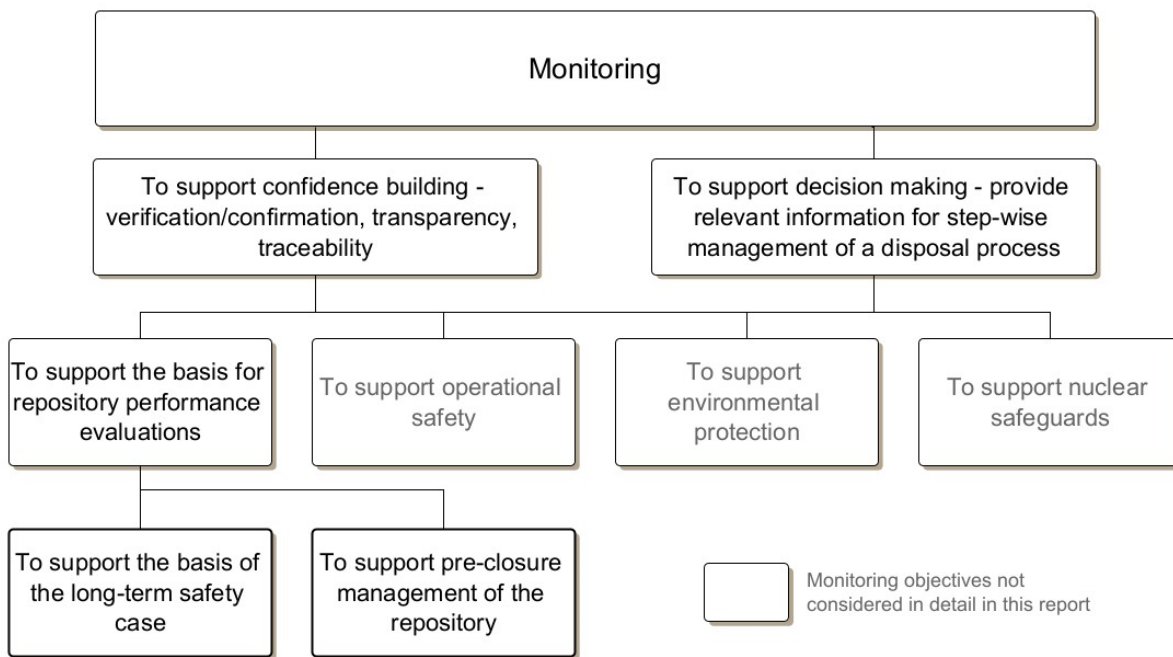 Monitoring
To support confidence building -
verification/confirmation, transparency,
traceability
To support decision making - provide
relevant information for step-wise
management of a disposal process
To support the basis for
repository performance
evaluations
To support operational
safety
To support
environmental
protection
To support nuclear
safeguards
To support the basis of
the long-term safety
case
To support pre-closure
management of the
repository
Monitoring objectives not
considered in detail in this report